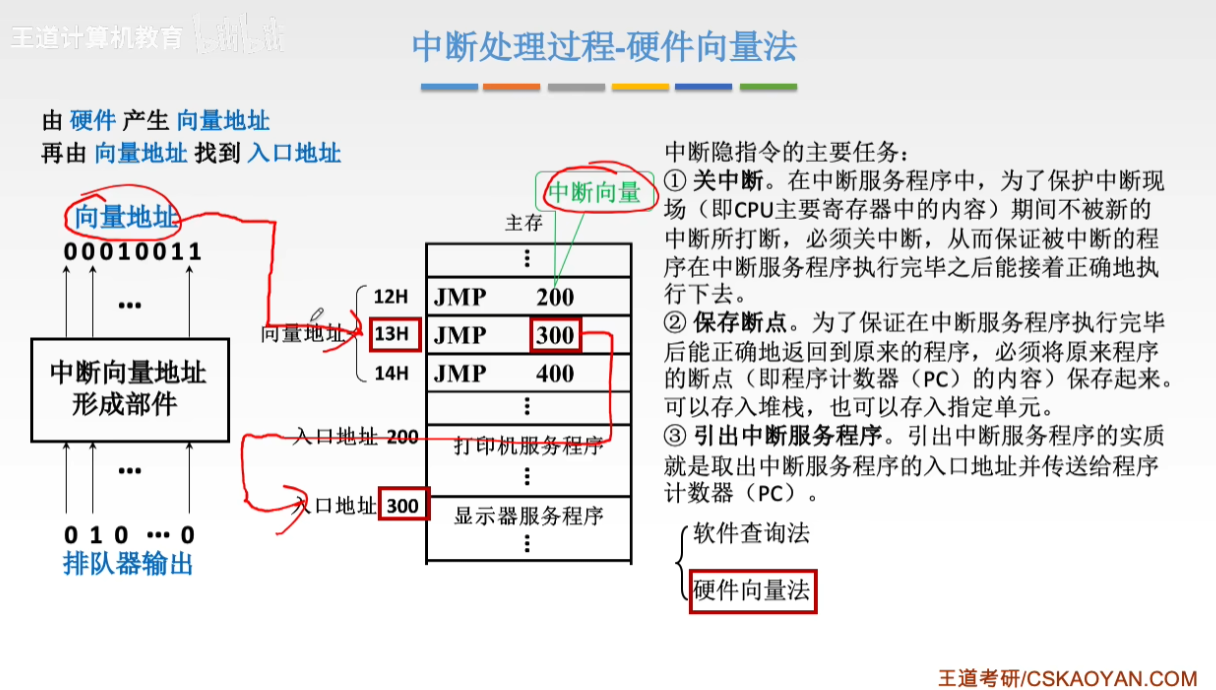 王道计算机教育 bilibili
中断处理过程-硬件向量法
由 硬件 产生 向量地址
再由 向量地址 找到 入口地址
向量地址
00010011
...
中断向量地址
形成部件
...
0 1 0 ... 0
排队器输出
中断向量
主存
⋮
12H JMP 200
向量地址 13H JMP 300
14H JMP 400
⋮
入口地址 200 打印机服务程序
⋮
入口地址 300 显示器服务程序
⋮
中断隐指令的主要任务：
① 关中断。在中断服务程序中，为了保护中断现
场（即CPU主要寄存器中的内容）期间不被新的
中断所打断，必须关中断，从而保证被中断的程
序在中断服务程序执行完毕之后能接着正确地执
行下去。
② 保存断点。为了保证在中断服务程序执行完毕
后能正确地返回到原来的程序，必须将原来程序
的断点（即程序计数器（PC）的内容）保存起来。
可以存入堆栈，也可以存入指定单元。
③ 引出中断服务程序。引出中断服务程序的实质
就是取出中断服务程序的入口地址并传送给程序
计数器（PC）。
软件查询法
硬件向量法
王道考研/CSKAOYAN.COM